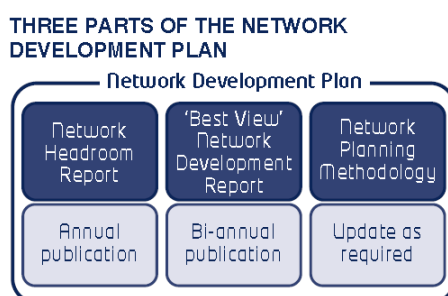 THREE PARTS OF THE NETWORK
DEVELOPMENT PLAN
Network Development Plan
Network
Headroom
Report
'Best View'
Network
Development
Report
Network
Planning
Methodology
Annual
publication
Bi-annual
publication
Update as
required